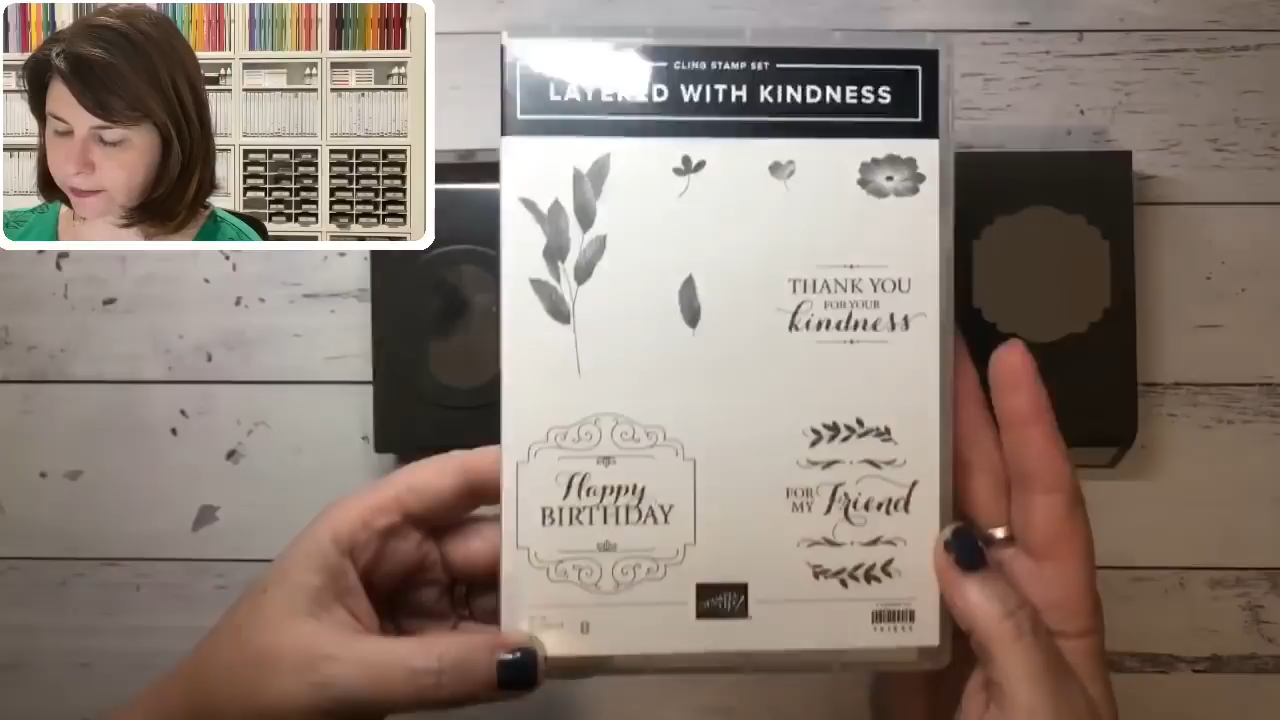 CLING STAMP SET
LAYERED WITH KINDNESS
THANK YOU
FOR YOUR
kindness
Happy
BIRTHDAY
FOR MY Friend